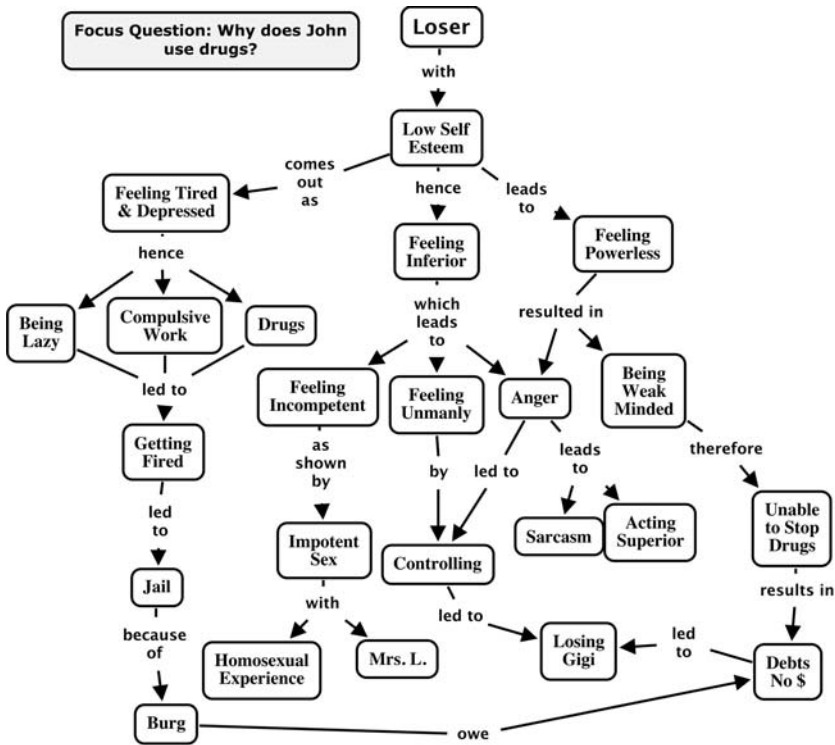 Focus Question: Why does John
use drugs?
Loser
with
Low Self
Esteem
comes
out
as
hence
leads
to
Feeling Tired
& Depressed
Feeling
Inferior
Feeling
Powerless
hence
which
leads
to
resulted in
Being
Lazy
Compulsive
Work
Drugs
led to
Feeling
Incompetent
Feeling
Unmanly
Anger
Being
Weak
Minded
Getting
Fired
as
shown
by
by
led to
leads
to
therefore
led
to
Impotent
Sex
Controlling
Sarcasm
Acting
Superior
Unable
to Stop
Drugs
Jail
with
led to
results in
because
of
Homosexual
Experience
Mrs. L.
Losing
Gigi
led
to
Debts
No $
Burg
owe